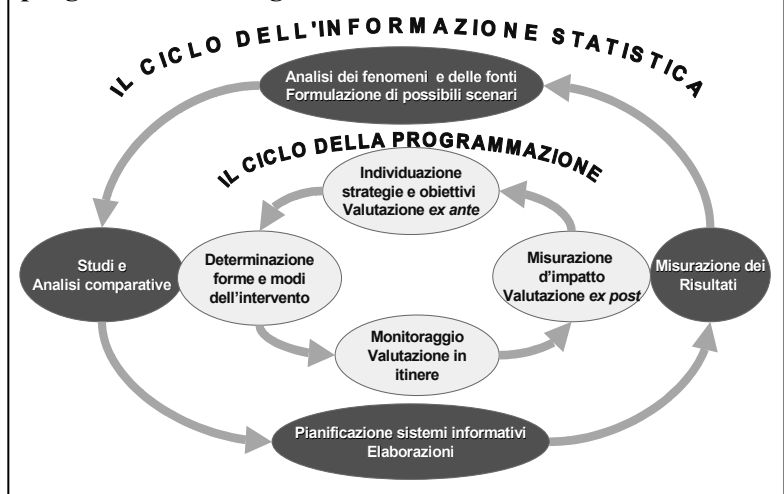 IL CICLO DELL'INFORMAZIONE STATISTICA
Analisi dei fenomeni e delle fonti
Formulazione di possibili scenari
IL CICLO DELLA PROGRAMMAZIONE
Individuazione
strategie e obiettivi
Valutazione ex ante
Studi e
Analisi comparative
Determinazione
forme e modi
dell'intervento
Misurazione
d'impatto
Valutazione ex post
Misurazione dei
Risultati
Monitoraggio
Valutazione in
itinere
Pianificazione sistemi informativi
Elaborazioni